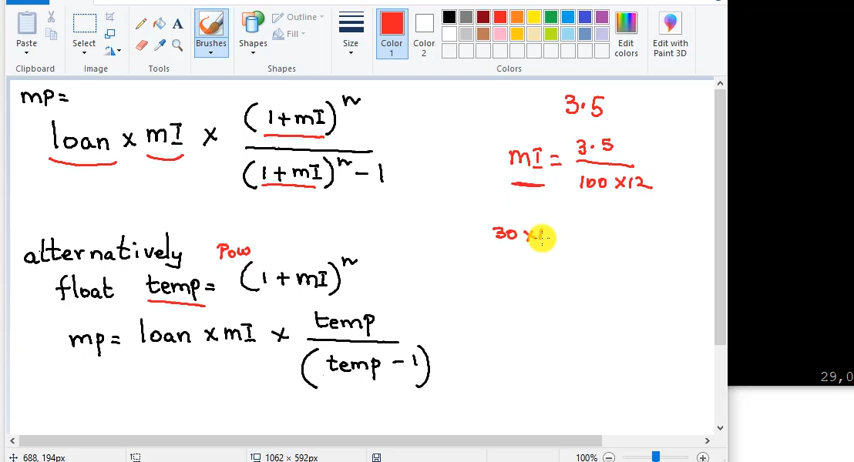 Paste
Select
Brushes
Shapes
Outline
Fill
Size
Color 1
Color 2
Edit colors
Edit with Paint 3D
Clipboard
Image
Tools
Shapes
Colors
mp=
loan × mI × (1+mI)^n / (1+mI)^n - 1
3.5
mI = 3.5 / 100 ×12
30 ×
alternatively
Pow
float temp = (1 + mI)^n
mp= loan × mI × temp / (temp - 1)
29,0
688, 194px
1062 × 592px
100%